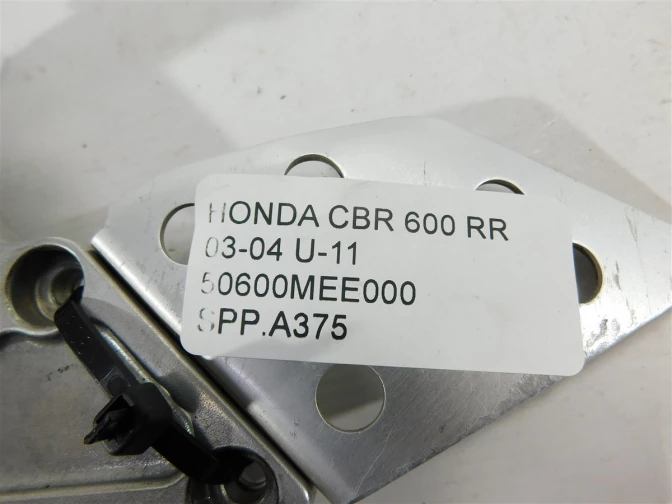 HONDA CBR 600 RR
03-04 U-11
50600MEE000
SPP.A375